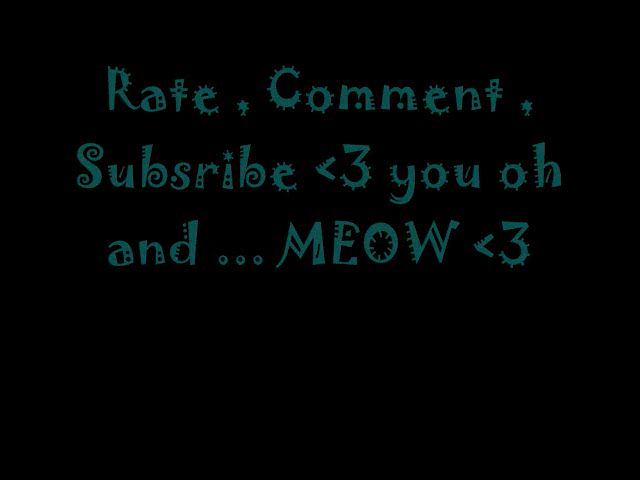 Rate . Comment .
Subsribe <3 you oh
and ... MEOW <3